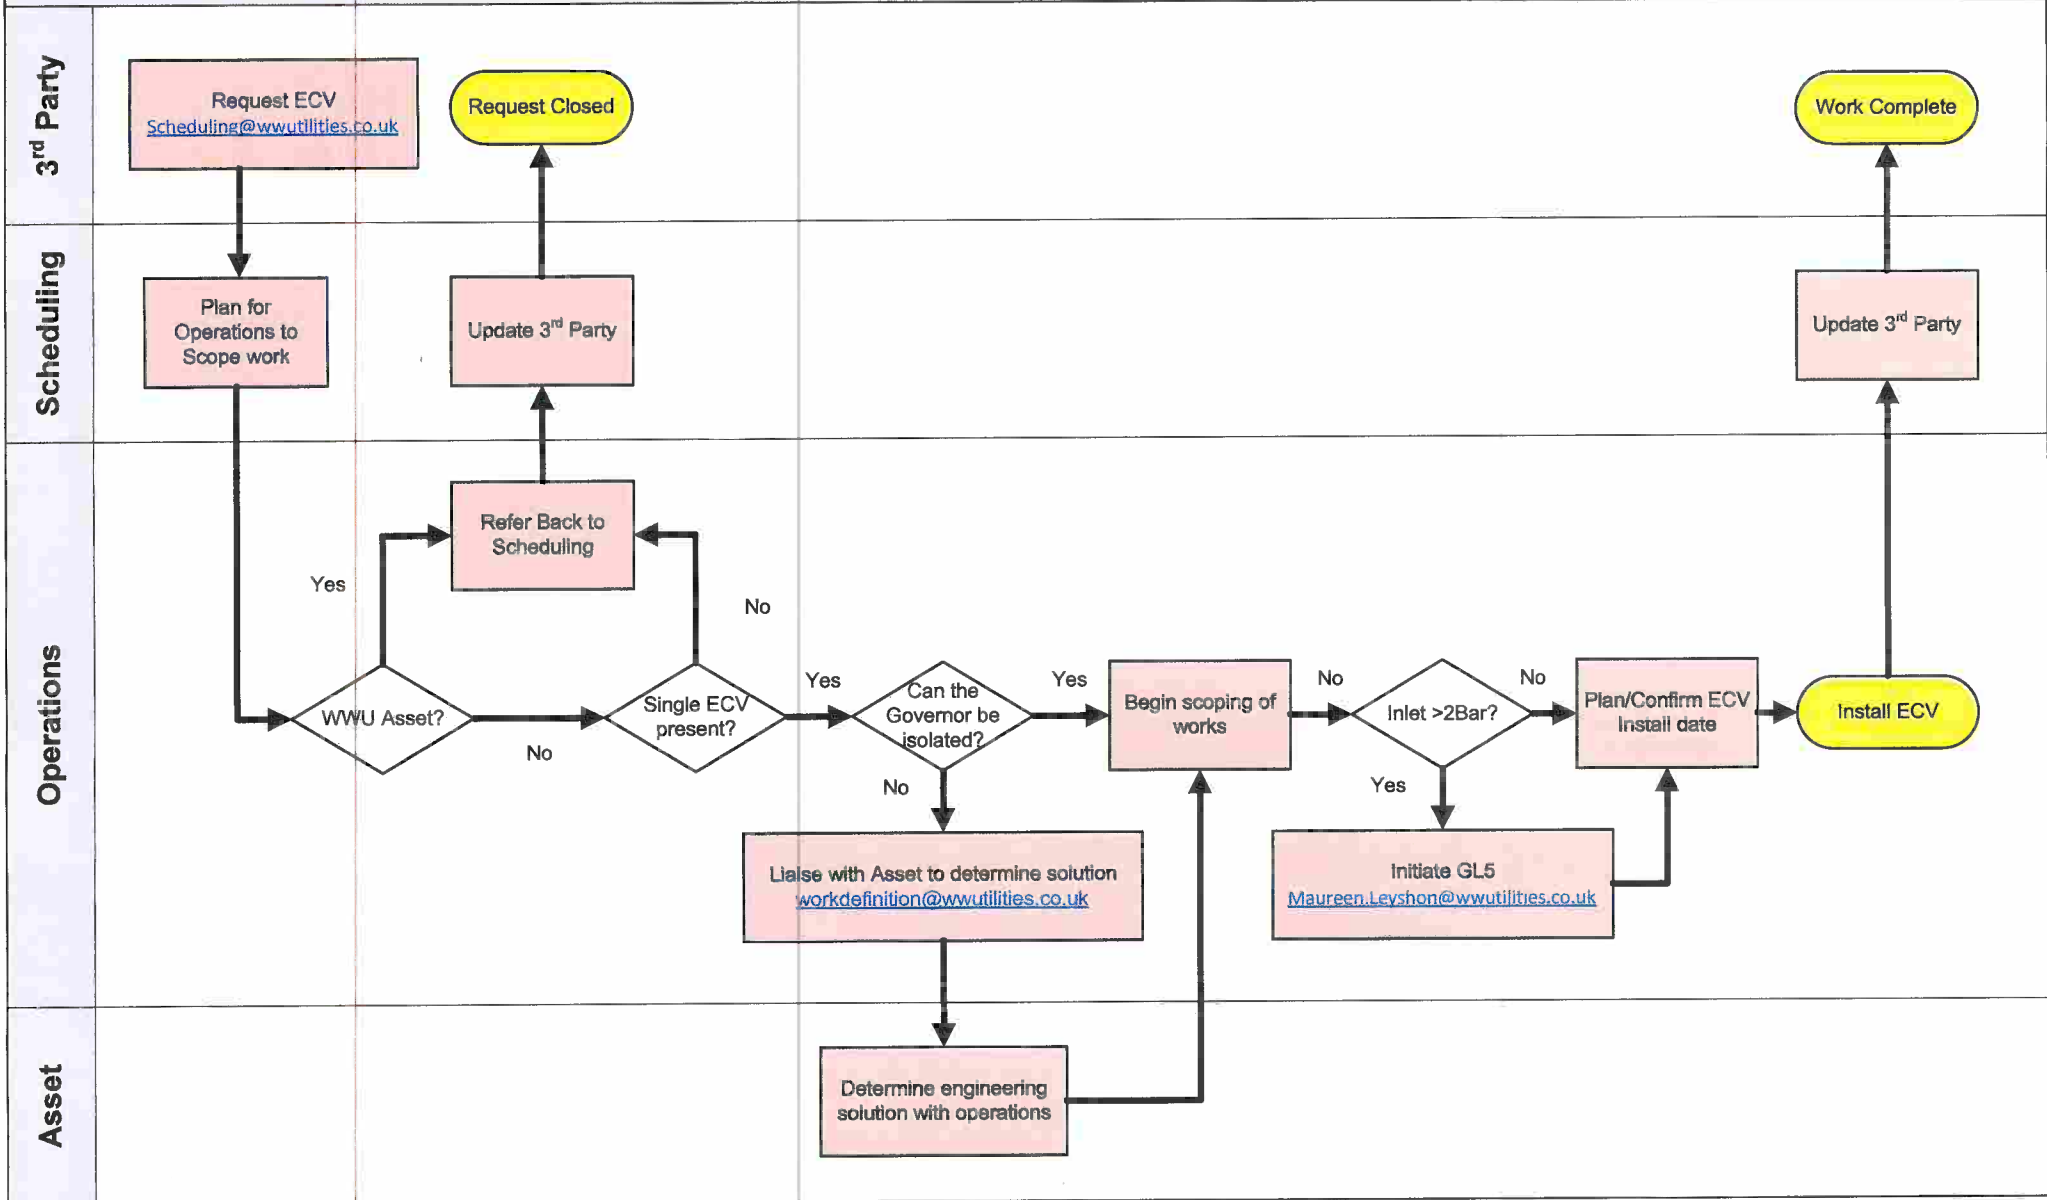 3rd Party
Request ECV
Scheduling@wwutilities.co.uk
Request Closed
Work Complete
Scheduling
Plan for
Operations to
Scope work
Update 3rd Party
Update 3rd Party
Operations
Refer Back to
Scheduling
Yes
No
WWU Asset?
No
Single ECV
present?
Yes
Can the
Governor be
isolated?
Yes
No
Begin scoping of
works
No
Inlet >2Bar?
No
Yes
Plan/Confirm ECV
Install date
Install ECV
Liaise with Asset to determine solution
workdefinition@wwutilities.co.uk
Initiate GL5
Maureen.Leyshon@wwutilities.co.uk
Asset
Determine engineering
solution with operations